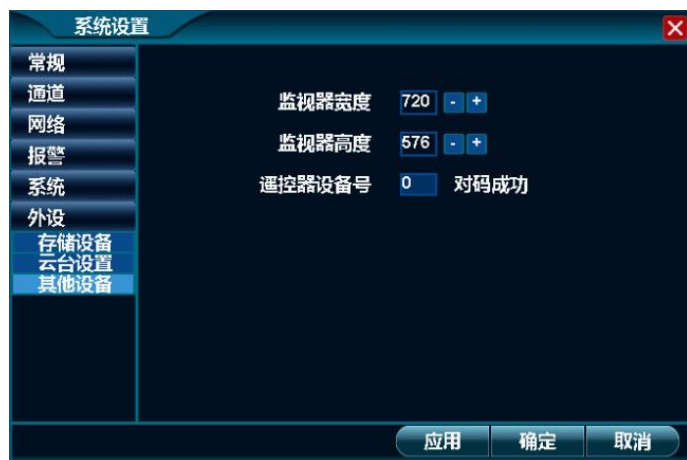 系统设置
常规
通道
网络
报警
系统
外设
存储设备
云台设置
其他设备
监视器宽度 720 - +
监视器高度 576 - +
遥控器设备号 0 对码成功
应用 确定 取消